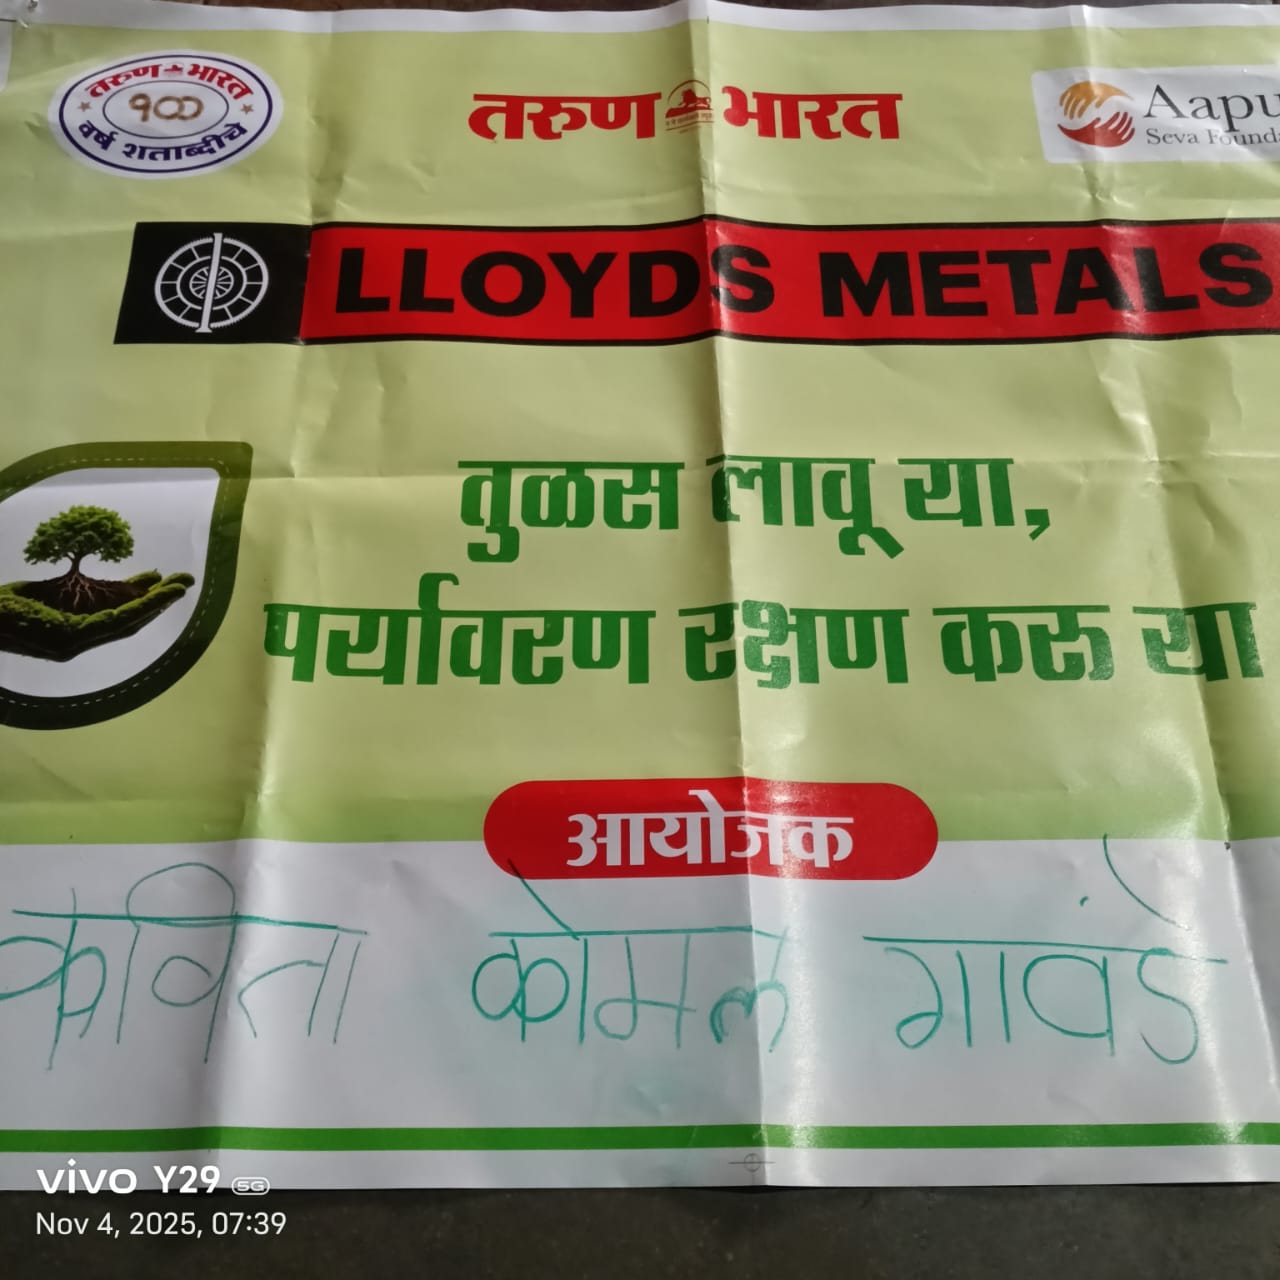 तरुण भारत
१००
वर्ष शताब्दीचे
तरुण भारत
Aapu
Seva Founda
LLOYDS METALS
तुळस लावू या,
पर्यावरण रक्षण करू या
आयोजक
कविता कोमल गावंडे
vivo Y29 5G
Nov 4, 2025, 07:39